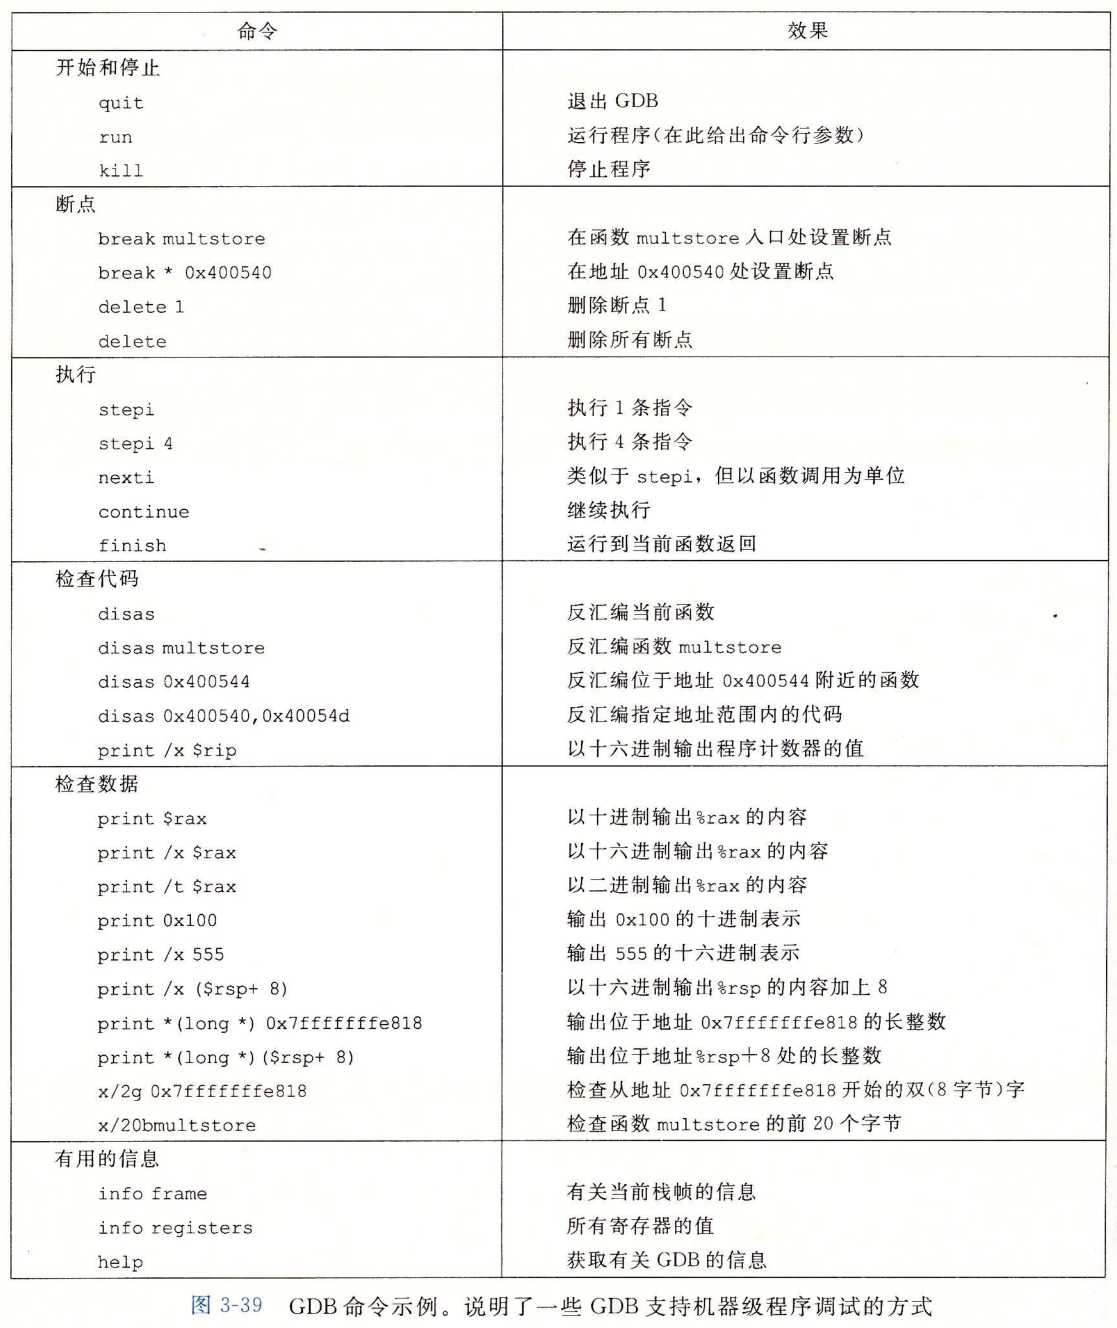 命令 效果
开始和停止
quit 退出 GDB
run 运行程序(在此给出命令行参数)
kill 停止程序
断点
break multstore 在函数 multstore 入口处设置断点
break * 0x400540 在地址 0x400540 处设置断点
delete 1 删除断点 1
delete 删除所有断点
执行
stepi 执行 1 条指令
stepi 4 执行 4 条指令
nexti 类似于 stepi，但以函数调用为单位
continue 继续执行
finish 运行到当前函数返回
检查代码
disas 反汇编当前函数
disas multstore 反汇编函数 multstore
disas 0x400544 反汇编位于地址 0x400544 附近的函数
disas 0x400540,0x40054d 反汇编指定地址范围内的代码
print /x $rip 以十六进制输出程序计数器的值
检查数据
print $rax 以十进制输出%rax 的内容
print /x $rax 以十六进制输出%rax 的内容
print /t $rax 以二进制输出%rax 的内容
print 0x100 输出 0x100 的十进制表示
print /x 555 输出 555 的十六进制表示
print /x ($rsp+ 8) 以十六进制输出%rsp 的内容加上 8
print *(long *) 0x7fffffffe818 输出位于地址 0x7fffffffe818 的长整数
print *(long *)($rsp+ 8) 输出位于地址%rsp+8 处的长整数
x/2g 0x7fffffffe818 检查从地址 0x7fffffffe818 开始的双(8 字节)字
x/20bmultstore 检查函数 multstore 的前 20 个字节
有用的信息
info frame 有关当前栈帧的信息
info registers 所有寄存器的值
help 获取有关 GDB 的信息
图 3-39 GDB 命令示例。说明了一些 GDB 支持机器级程序调试的方式